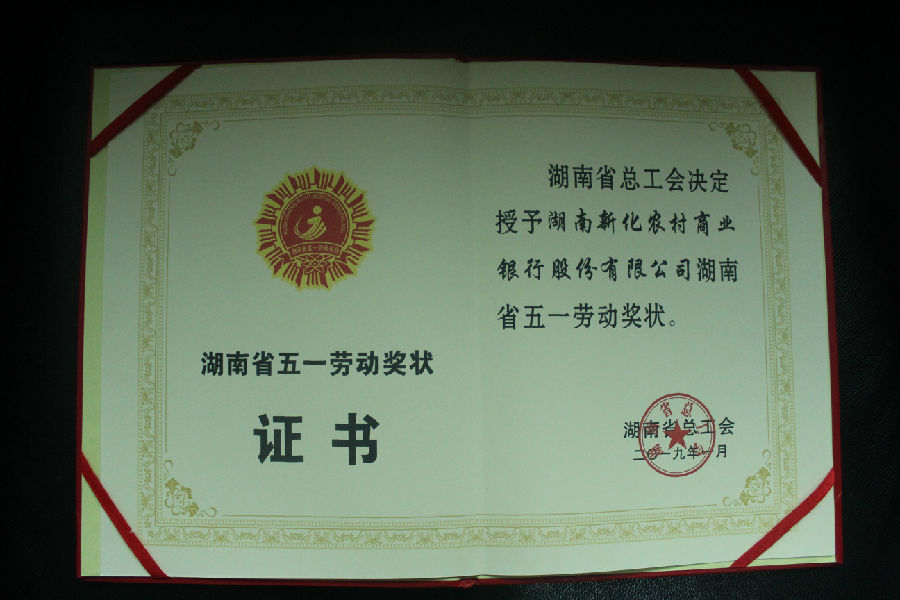 湖南省五一劳动奖状
证书
湖南省总工会决定
授予湖南新化农村商业
银行股份有限公司湖南
省五一劳动奖状。
湖南省总工会
二〇一九年一月